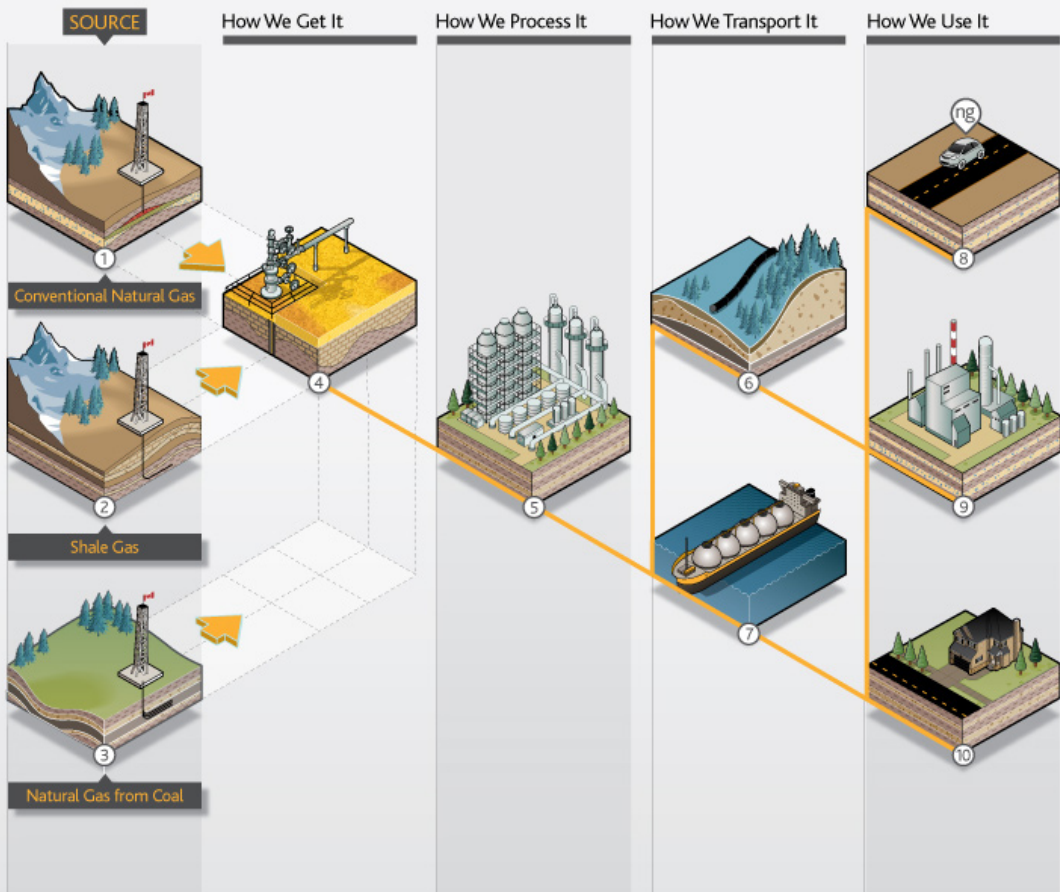 SOURCE
How We Get It
How We Process It
How We Transport It
How We Use It
1
Conventional Natural Gas
2
Shale Gas
3
Natural Gas from Coal
4
5
6
7
ng
8
9
10